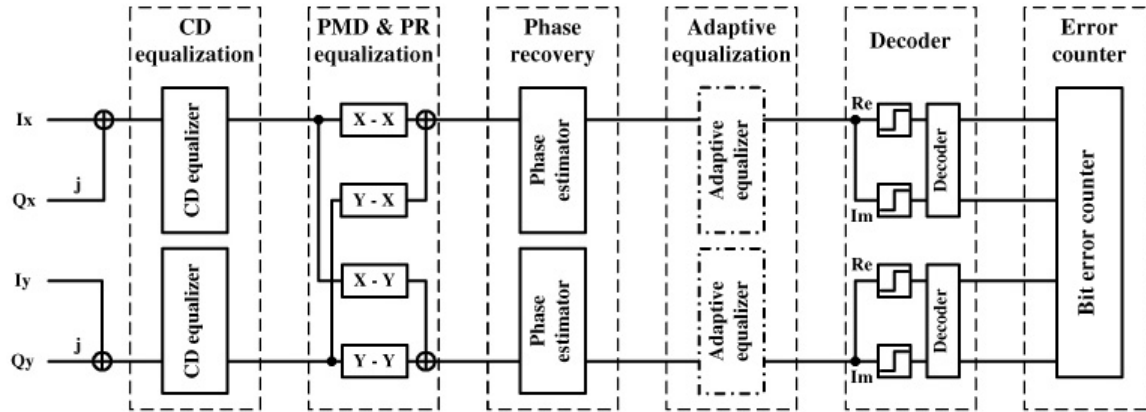 CD
equalization
PMD & PR
equalization
Phase
recovery
Adaptive
equalization
Decoder
Error
counter
Ix
j
Qx
Iy
j
Qy
CD equalizer
CD equalizer
X - X
Y - X
X - Y
Y - Y
Phase
estimator
Phase
estimator
Adaptive
equalizer
Adaptive
equalizer
Re
Im
Decoder
Re
Im
Decoder
Bit error counter